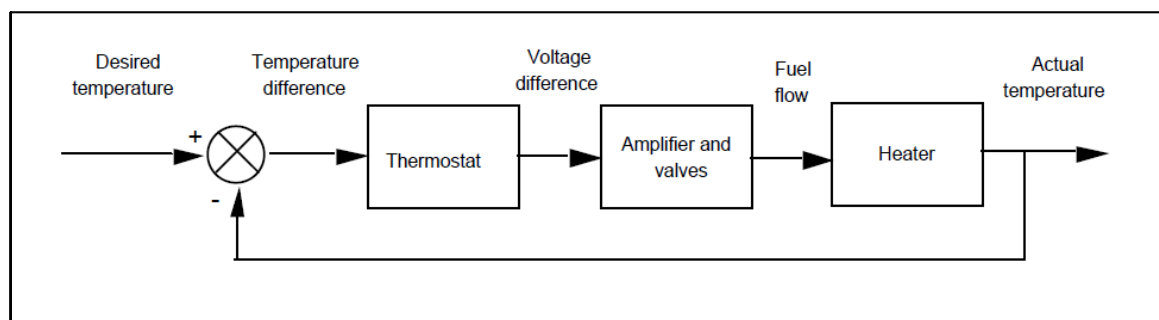 Desired
temperature
Temperature
difference
Voltage
difference
Fuel
flow
Actual
temperature
+
-
Thermostat
Amplifier and
valves
Heater